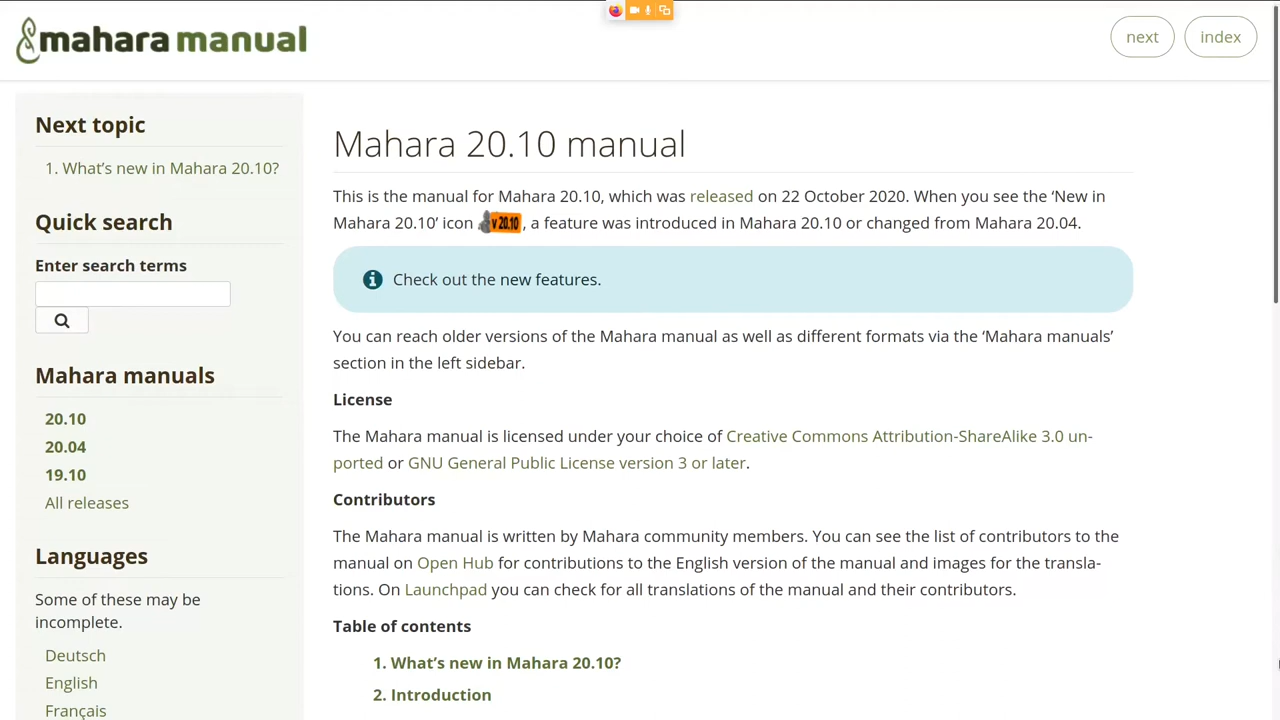 mahara manual
next
index
Next topic
1. What's new in Mahara 20.10?
Quick search
Enter search terms
Mahara manuals
20.10
20.04
19.10
All releases
Languages
Some of these may be
incomplete.
Deutsch
English
Français
Mahara 20.10 manual
This is the manual for Mahara 20.10, which was released on 22 October 2020. When you see the ‘New in
Mahara 20.10’ icon v 20.10, a feature was introduced in Mahara 20.10 or changed from Mahara 20.04.
Check out the new features.
You can reach older versions of the Mahara manual as well as different formats via the ‘Mahara manuals’
section in the left sidebar.
License
The Mahara manual is licensed under your choice of Creative Commons Attribution-ShareAlike 3.0 un-
ported or GNU General Public License version 3 or later.
Contributors
The Mahara manual is written by Mahara community members. You can see the list of contributors to the
manual on Open Hub for contributions to the English version of the manual and images for the transla-
tions. On Launchpad you can check for all translations of the manual and their contributors.
Table of contents
1. What’s new in Mahara 20.10?
2. Introduction